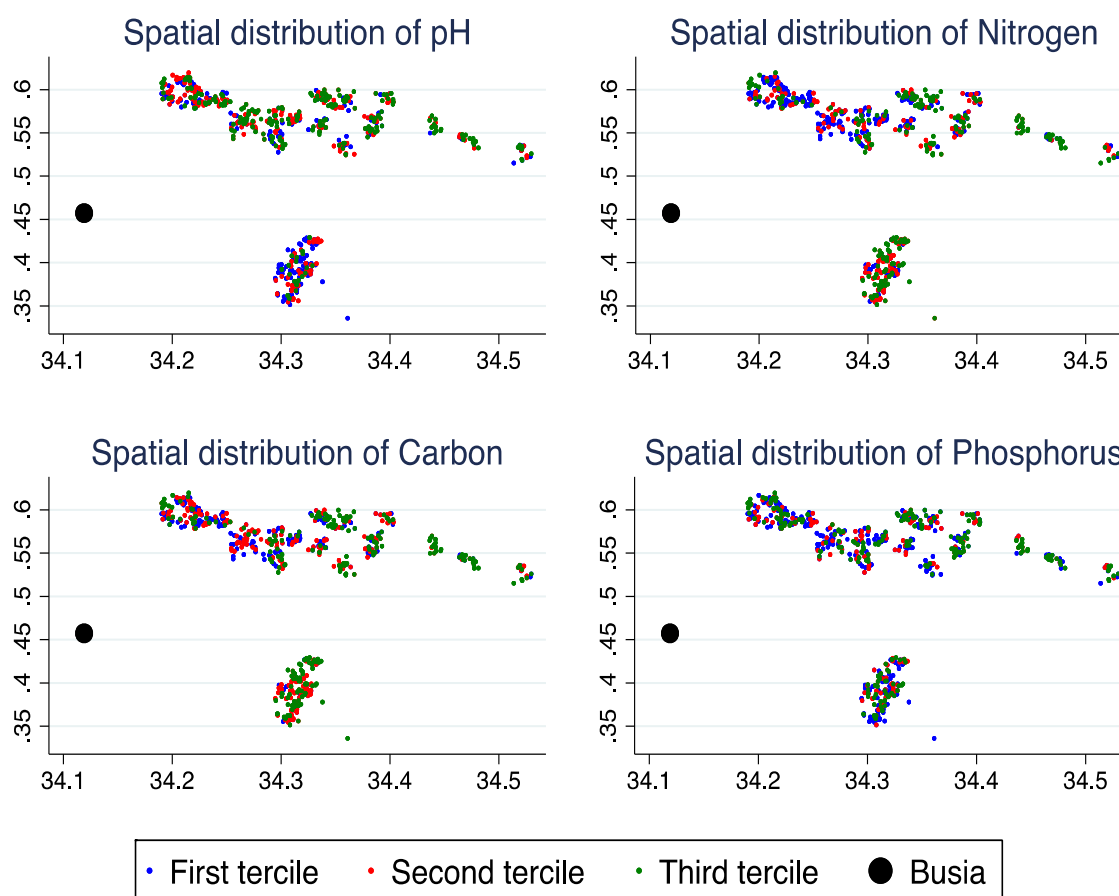 Spatial distribution of pH
Spatial distribution of Nitrogen
.6
.55
.5
.45
.4
.35
34.1 34.2 34.3 34.4 34.5
.6
.55
.5
.45
.4
.35
34.1 34.2 34.3 34.4 34.5
Spatial distribution of Carbon
Spatial distribution of Phosphorus
.6
.55
.5
.45
.4
.35
34.1 34.2 34.3 34.4 34.5
.6
.55
.5
.45
.4
.35
34.1 34.2 34.3 34.4 34.5
First tercile Second tercile Third tercile Busia